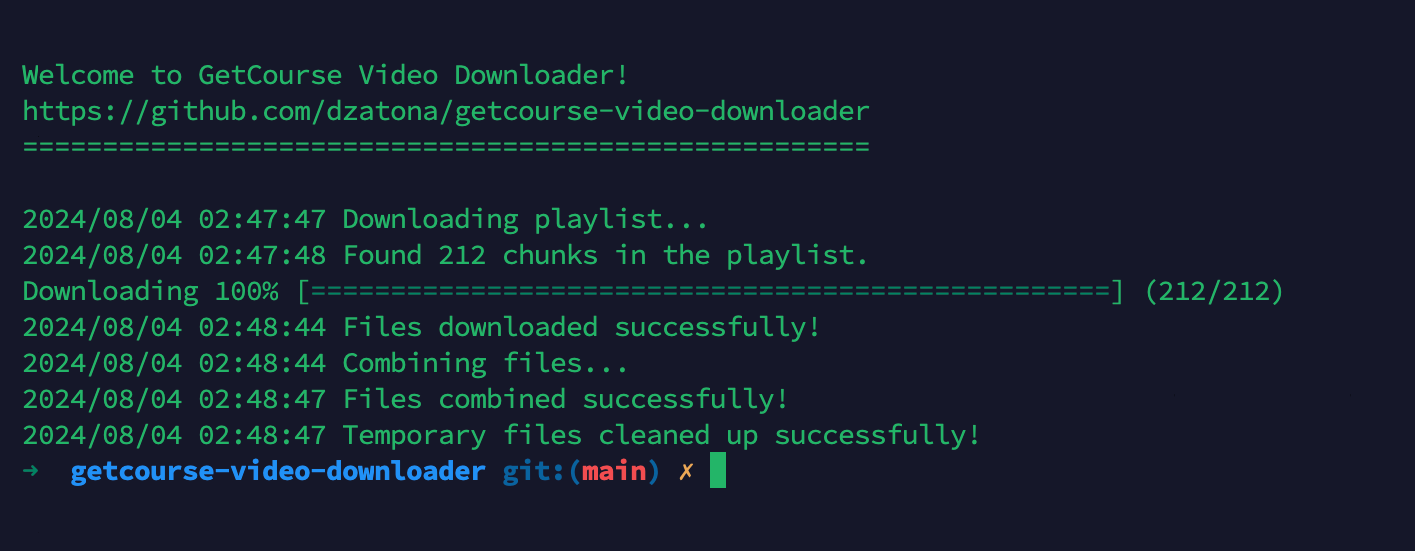 Welcome to GetCourse Video Downloader!
https://github.com/dzatona/getcourse-video-downloader
=====================================================
2024/08/04 02:47:47 Downloading playlist...
2024/08/04 02:47:48 Found 212 chunks in the playlist.
Downloading 100% [==================================================] (212/212)
2024/08/04 02:48:44 Files downloaded successfully!
2024/08/04 02:48:44 Combining files...
2024/08/04 02:48:47 Files combined successfully!
2024/08/04 02:48:47 Temporary files cleaned up successfully!
➜  getcourse-video-downloader git:(main) ✗